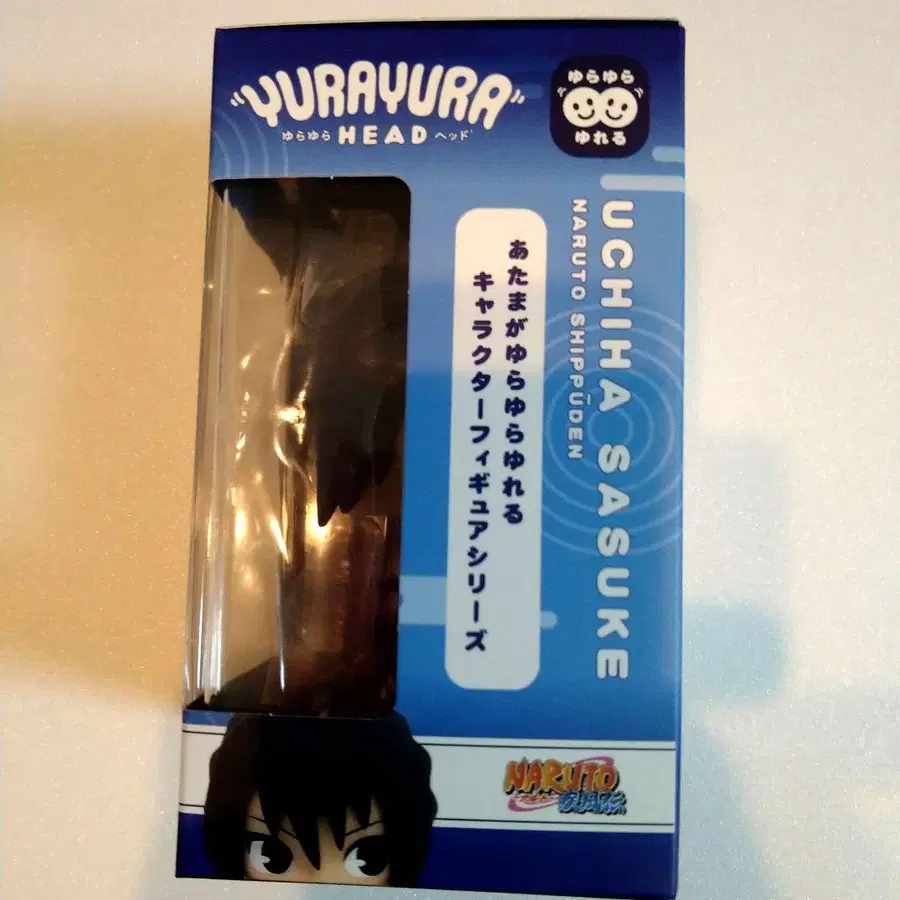 YURAYURA
ゆらゆら HEAD ヘッド
ゆらゆら
ゆれる
UCHIHA SASUKE
NARUTO SHIPPŪDEN
あたまがゆらゆらゆれる
キャラクターフィギュアシリーズ
NARUTO
疾風伝